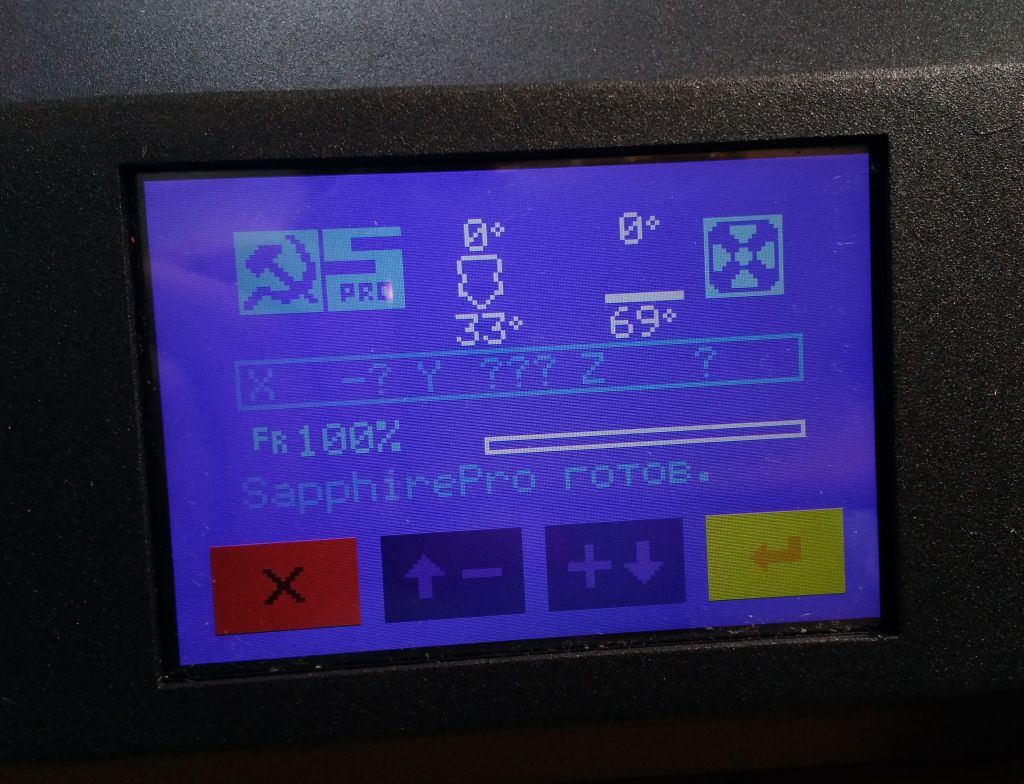 0° 0°
PRO
33° 69°
X -? Y ??? Z ?
FR 100%
SapphirePro готов.
X ↑ - + ↓ ↵